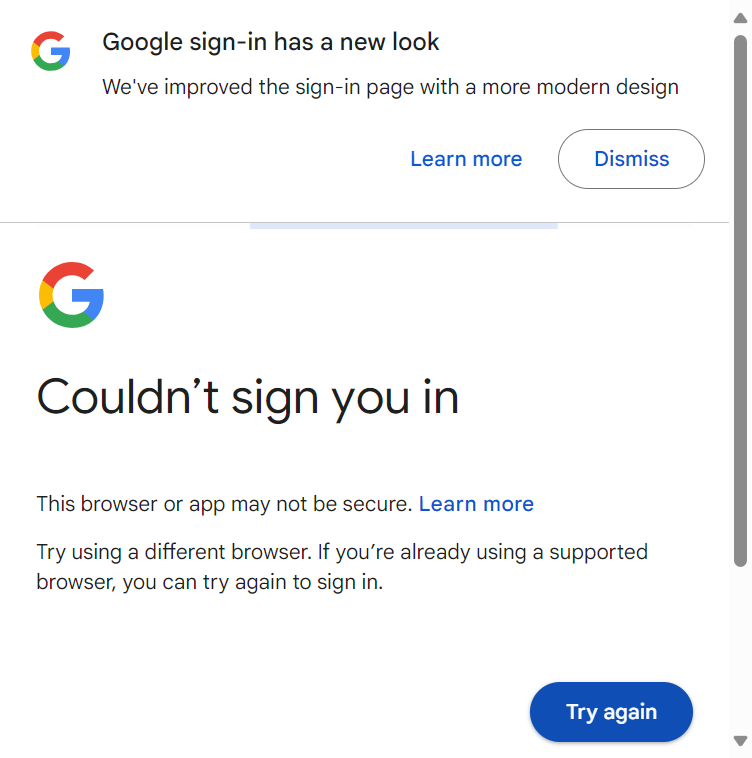 Google sign-in has a new look
We've improved the sign-in page with a more modern design
Learn more
Dismiss
Couldn’t sign you in
This browser or app may not be secure. Learn more
Try using a different browser. If you’re already using a supported
browser, you can try again to sign in.
Try again